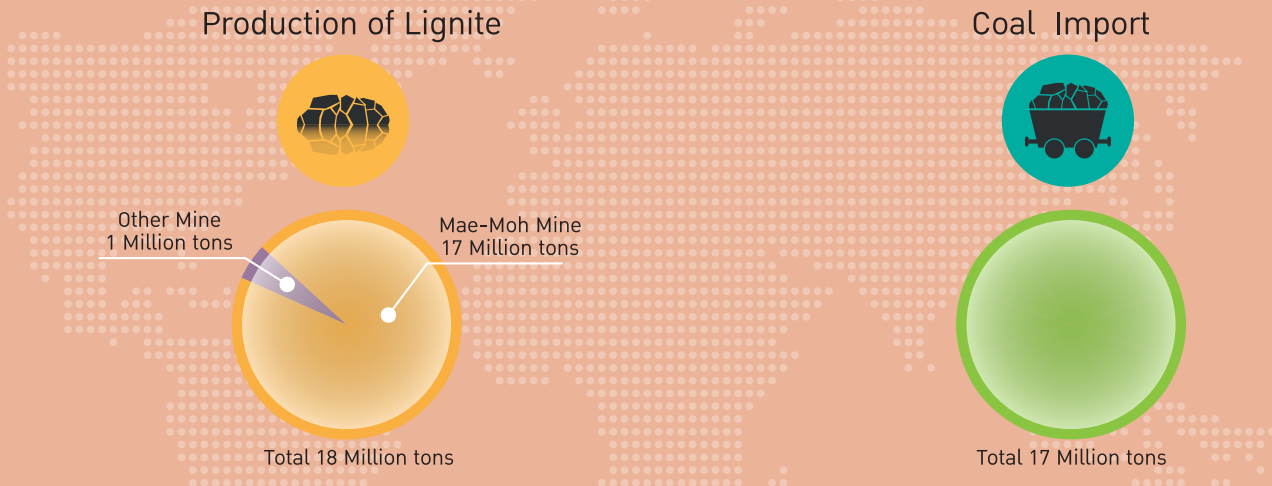 Production of Lignite
Coal Import
Other Mine
1 Million tons
Mae-Moh Mine
17 Million tons
Total 18 Million tons
Total 17 Million tons